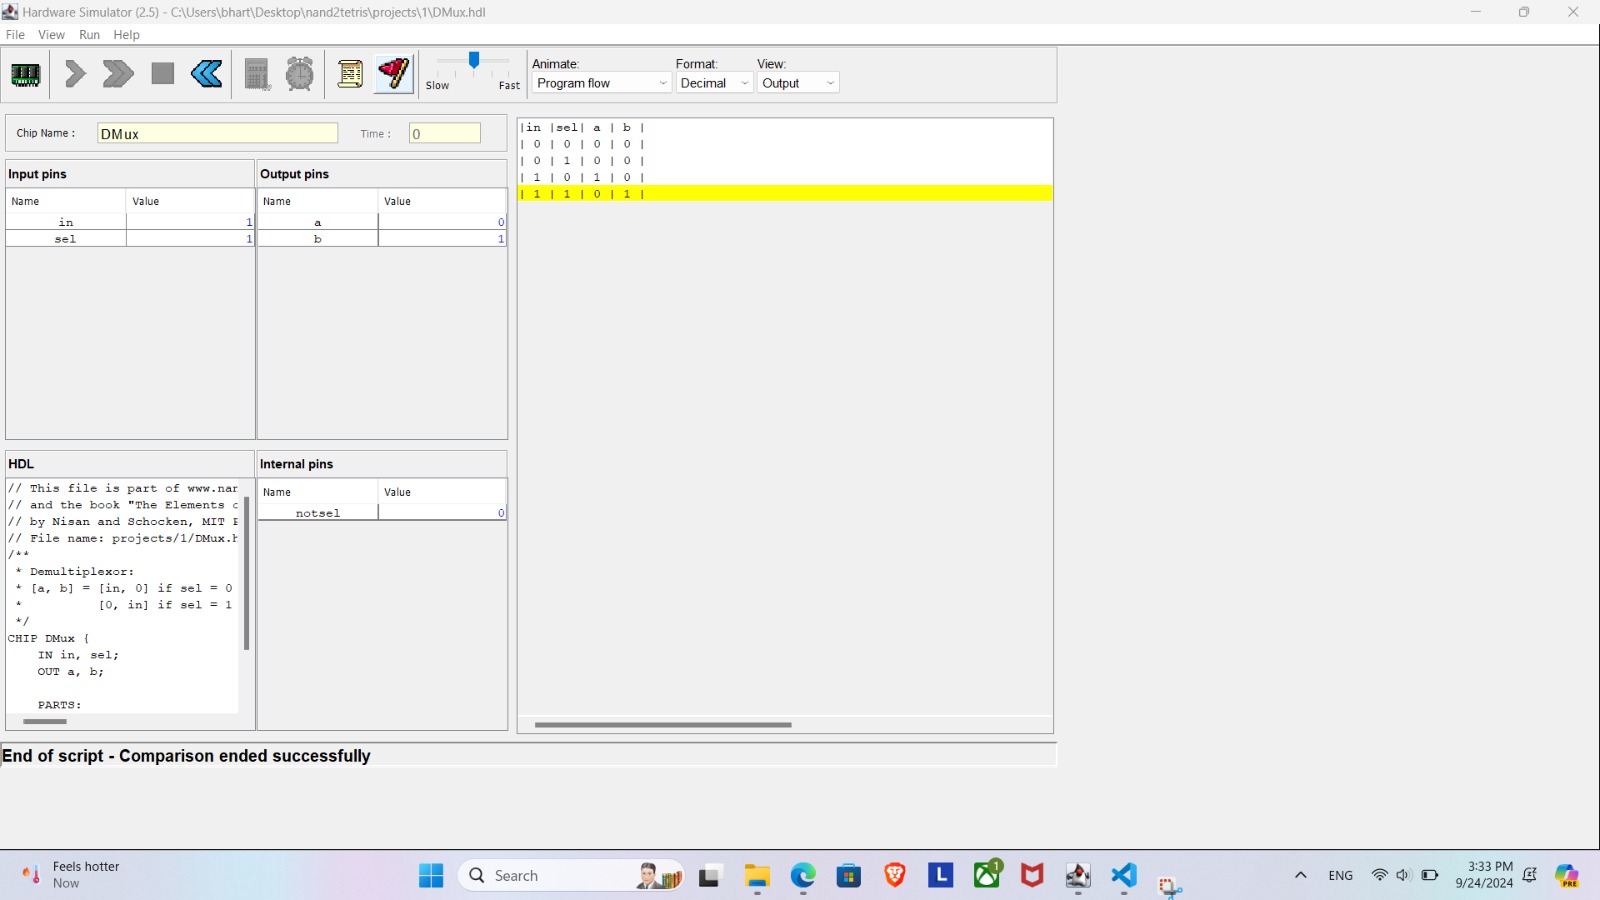 Hardware Simulator (2.5) - C:\Users\bhart\Desktop\nand2tetris\projects\1\DMux.hdl
File View Run Help
Slow Fast
Animate: Format: View:
Program flow Decimal Output
Chip Name : DMux Time : 0
Input pins
Name Value
in 1
sel 1
Output pins
Name Value
a 0
b 1
|in |sel| a | b |
| 0 | 0 | 0 | 0 |
| 0 | 1 | 0 | 0 |
| 1 | 0 | 1 | 0 |
| 1 | 1 | 0 | 1 |
HDL
// This file is part of www.nan
// and the book "The Elements o
// by Nisan and Schocken, MIT P
// File name: projects/1/DMux.h
/**
* Demultiplexor:
* [a, b] = [in, 0] if sel = 0
* [0, in] if sel = 1
*/
CHIP DMux {
IN in, sel;
OUT a, b;
PARTS:
Internal pins
Name Value
notsel 0
End of script - Comparison ended successfully
Feels hotter
Now
Search
L
1
ENG
3:33 PM
9/24/2024
PRE